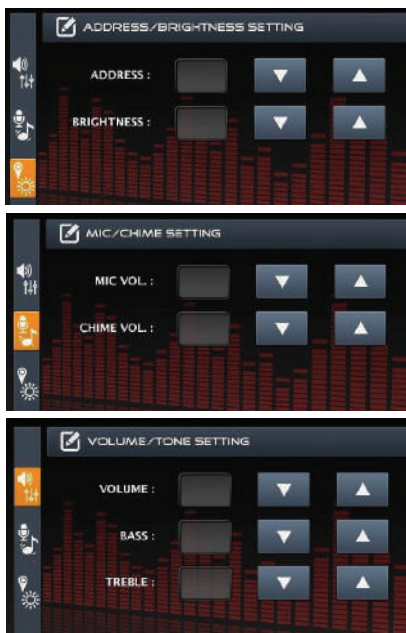 ADDRESS/BRIGHTNESS SETTING
ADDRESS :
BRIGHTNESS :
MIC/CHIME SETTING
MIC VOL. :
CHIME VOL. :
VOLUME/TONE SETTING
VOLUME :
BASS :
TREBLE :